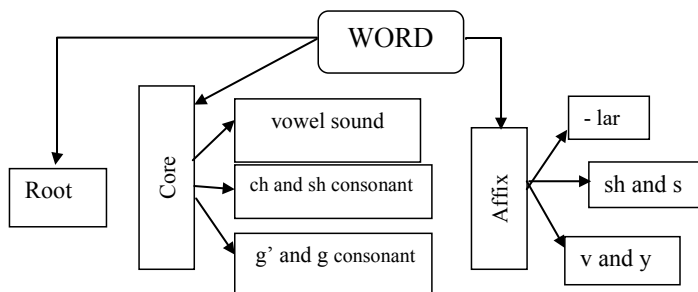 WORD
Root
Core
vowel sound
ch and sh consonant
g’ and g consonant
Affix
- lar
sh and s
v and y